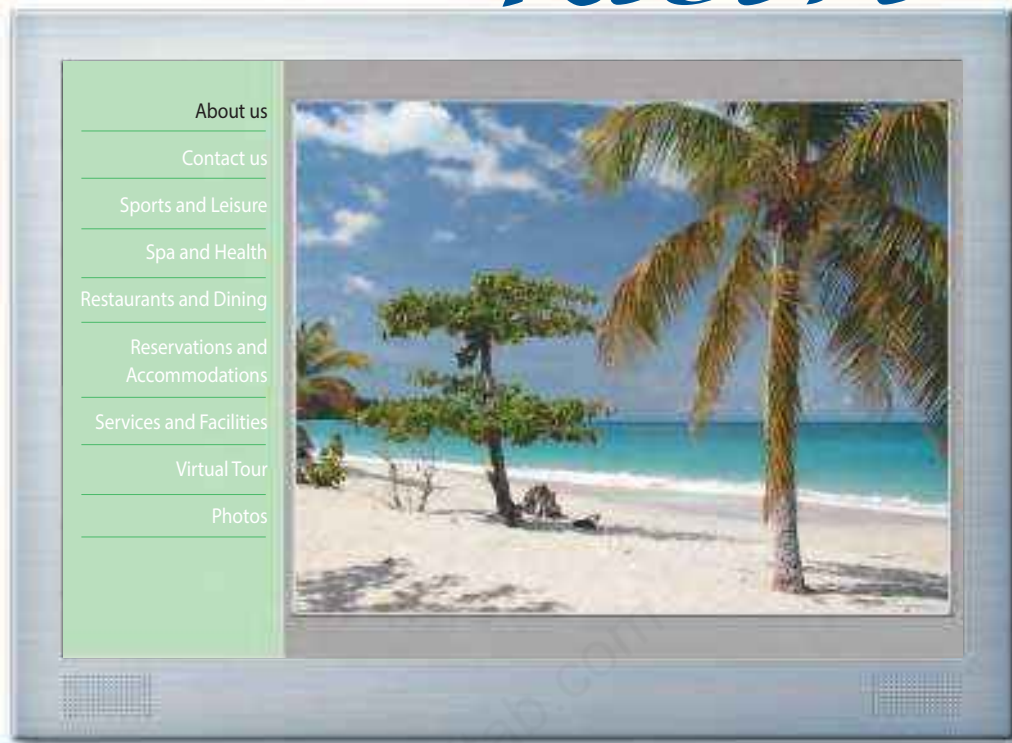 About us
Contact us
Sports and Leisure
Spa and Health
Restaurants and Dining
Reservations and
Accommodations
Services and Facilities
Virtual Tour
Photos